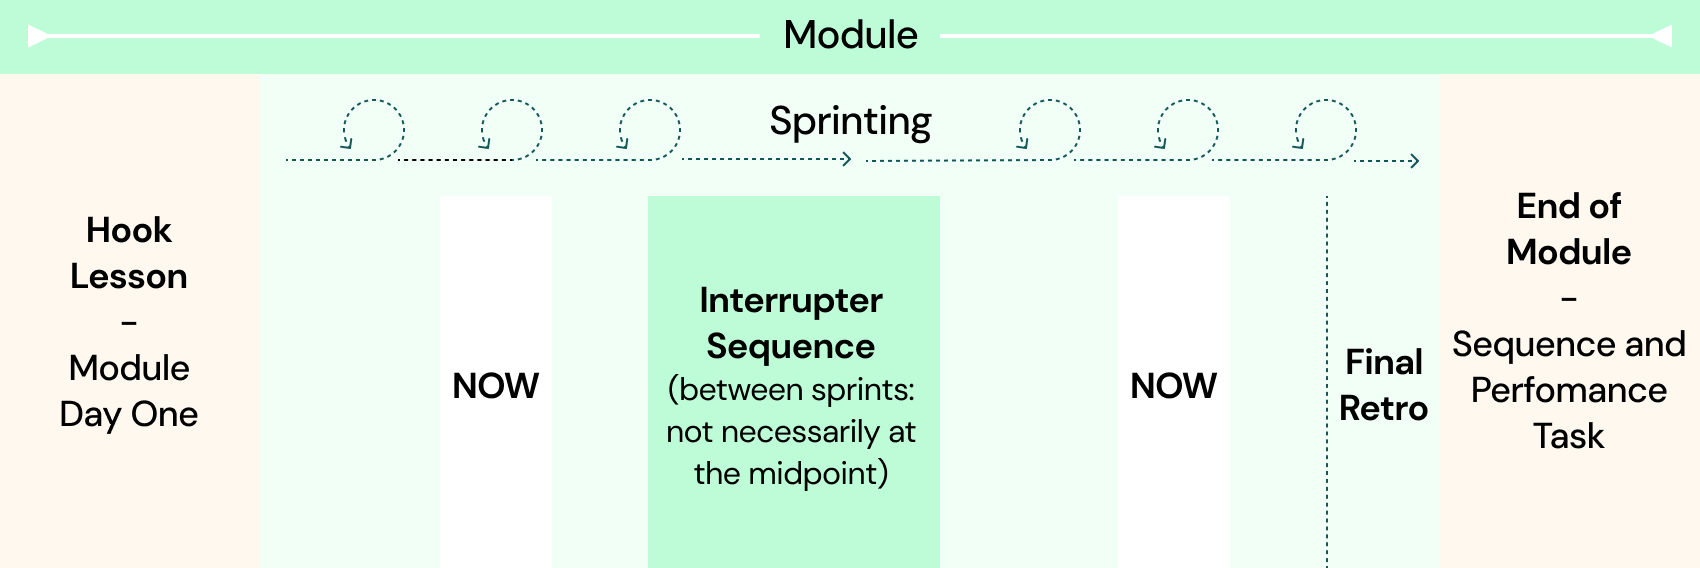 Module
Sprinting
Hook
Lesson
–
Module
Day One
NOW
Interrupter
Sequence
(between sprints:
not necessarily at
the midpoint)
NOW
Final
Retro
End of
Module
–
Sequence and
Perfomance
Task